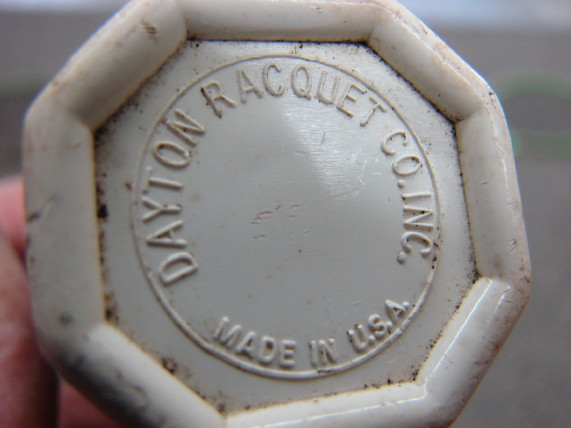 DAYTON RACQUET CO. INC.
MADE IN U.S.A.